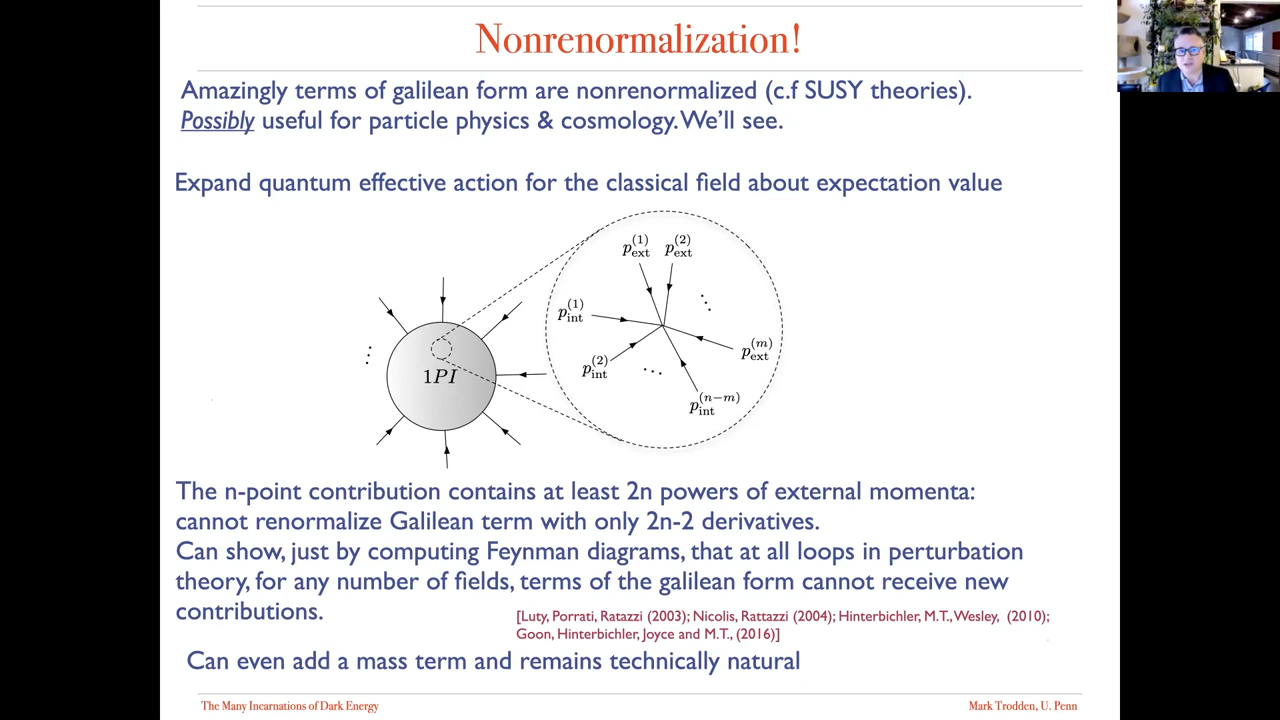 Nonrenormalization!
Amazingly terms of galilean form are nonrenormalized (c.f SUSY theories).
Possibly useful for particle physics & cosmology. We'll see.
Expand quantum effective action for the classical field about expectation value
p_ext^(1) p_ext^(2)
p_int^(1)
p_int^(2)
p_ext^(m)
p_int^(n−m)
1PI
The n-point contribution contains at least 2n powers of external momenta:
cannot renormalize Galilean term with only 2n-2 derivatives.
Can show, just by computing Feynman diagrams, that at all loops in perturbation
theory, for any number of fields, terms of the galilean form cannot receive new
contributions.
[Luty, Porrati, Ratazzi (2003); Nicolis, Rattazzi (2004); Hinterbichler, M.T., Wesley, (2010);
Goon, Hinterbichler, Joyce and M.T., (2016)]
Can even add a mass term and remains technically natural
The Many Incarnations of Dark Energy
Mark Trodden, U. Penn